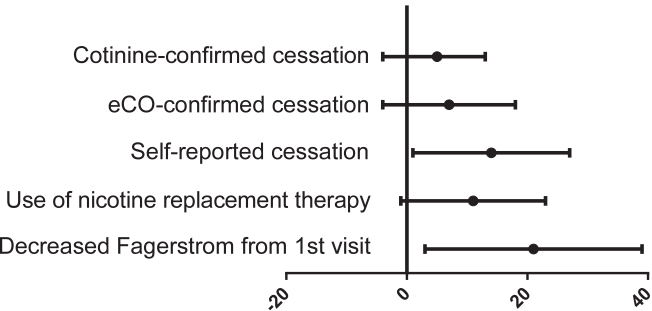 Cotinine-confirmed cessation
eCO-confirmed cessation
Self-reported cessation
Use of nicotine replacement therapy
Decreased Fagerstrom from 1st visit
-20 0 20 40